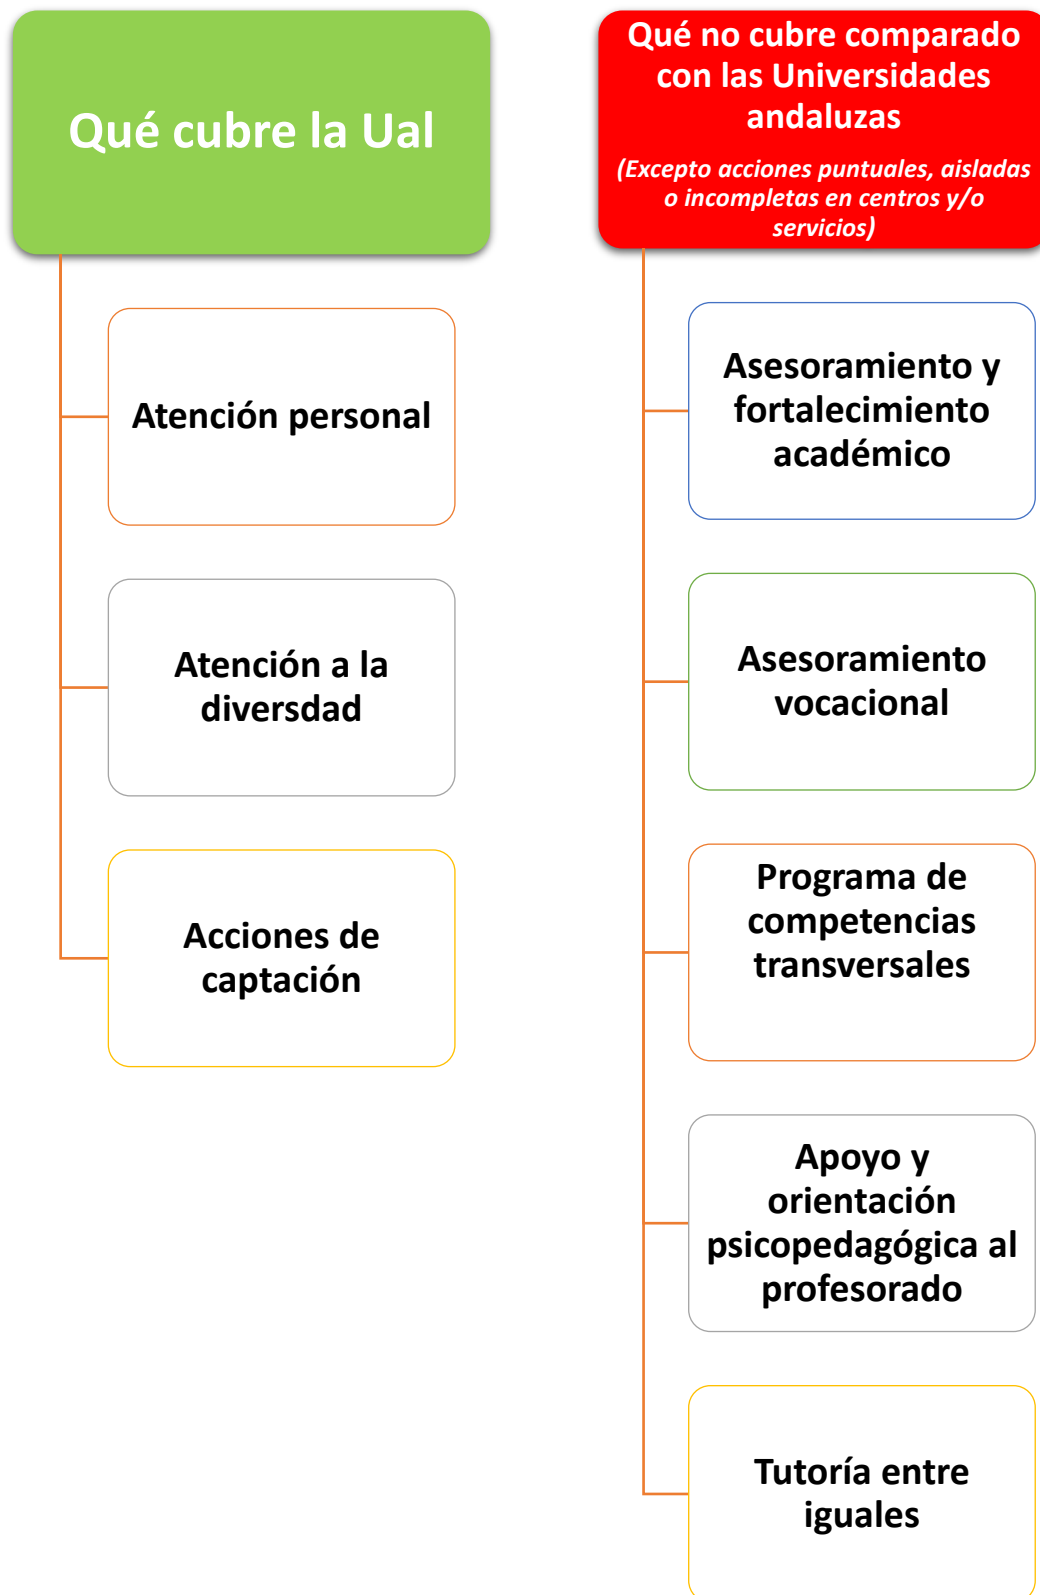 Qué cubre la Ual
Atención personal
Atención a la
diversdad
Acciones de
captación
Qué no cubre comparado
con las Universidades
andaluzas
(Excepto acciones puntuales, aisladas
o incompletas en centros y/o
servicios)
Asesoramiento y
fortalecimiento
académico
Asesoramiento
vocacional
Programa de
competencias
transversales
Apoyo y
orientación
psicopedagógica al
profesorado
Tutoría entre
iguales